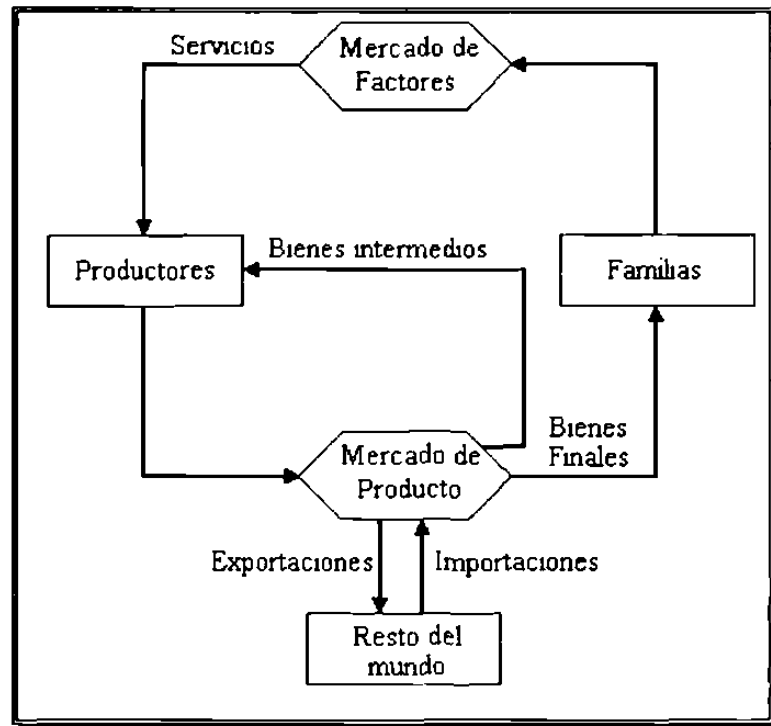 Servicios
Mercado de
Factores
Productores
Bienes intermedios
Familias
Mercado de
Producto
Bienes
Finales
Exportaciones
Importaciones
Resto del
mundo